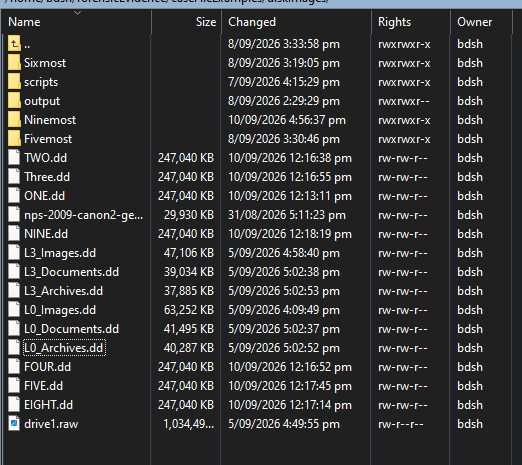 /home/bdsh/forensicEvidence/caseFileExamples/diskImages/
Name Size Changed Rights Owner
.. 8/09/2026 3:33:58 pm rwxrwxr-x bdsh
Sixmost 8/09/2026 3:19:05 pm rwxrwxr-x bdsh
scripts 7/09/2026 4:15:29 pm rwxrwxr-x bdsh
output 8/09/2026 2:29:29 pm rwxrwxr-- bdsh
Ninemost 10/09/2026 4:56:37 pm rwxrwxr-x bdsh
Fivemost 8/09/2026 3:30:46 pm rwxrwxr-x bdsh
TWO.dd 247,040 KB 10/09/2026 12:16:38 pm rw-rw-r-- bdsh
Three.dd 247,040 KB 10/09/2026 12:16:55 pm rw-rw-r-- bdsh
ONE.dd 247,040 KB 10/09/2026 12:13:11 pm rw-rw-r-- bdsh
nps-2009-canon2-ge... 29,930 KB 31/08/2026 5:11:23 pm rw-rw-r-- bdsh
NINE.dd 247,040 KB 10/09/2026 12:18:19 pm rw-rw-r-- bdsh
L3_Images.dd 47,106 KB 5/09/2026 4:58:40 pm rw-rw-r-- bdsh
L3_Documents.dd 39,034 KB 5/09/2026 5:02:38 pm rw-rw-r-- bdsh
L3_Archives.dd 37,885 KB 5/09/2026 5:02:53 pm rw-rw-r-- bdsh
L0_Images.dd 63,252 KB 5/09/2026 4:09:49 pm rw-rw-r-- bdsh
L0_Documents.dd 41,495 KB 5/09/2026 5:02:37 pm rw-rw-r-- bdsh
L0_Archives.dd 40,287 KB 5/09/2026 5:02:52 pm rw-rw-r-- bdsh
FOUR.dd 247,040 KB 10/09/2026 12:16:52 pm rw-rw-r-- bdsh
FIVE.dd 247,040 KB 10/09/2026 12:17:45 pm rw-rw-r-- bdsh
EIGHT.dd 247,040 KB 10/09/2026 12:17:14 pm rw-rw-r-- bdsh
drive1.raw 1,034,49... 5/09/2026 4:49:55 pm rw-r--r-- bdsh